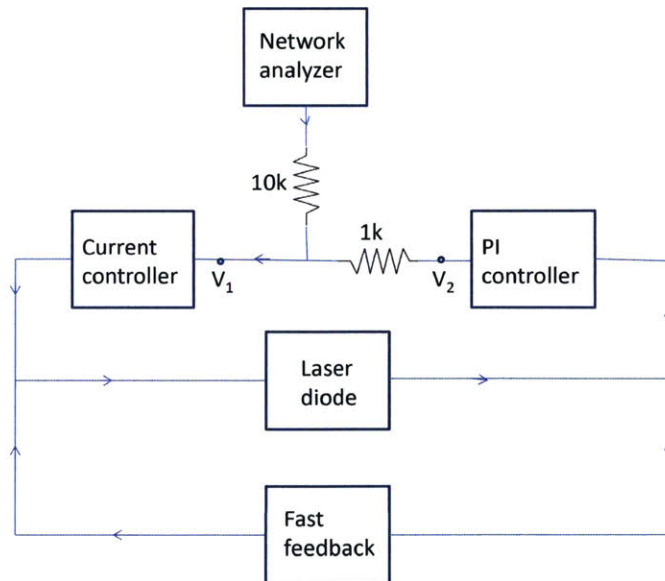 Network
analyzer
10k
1k
Current
controller
V₁
V₂
PI
controller
Laser
diode
Fast
feedback